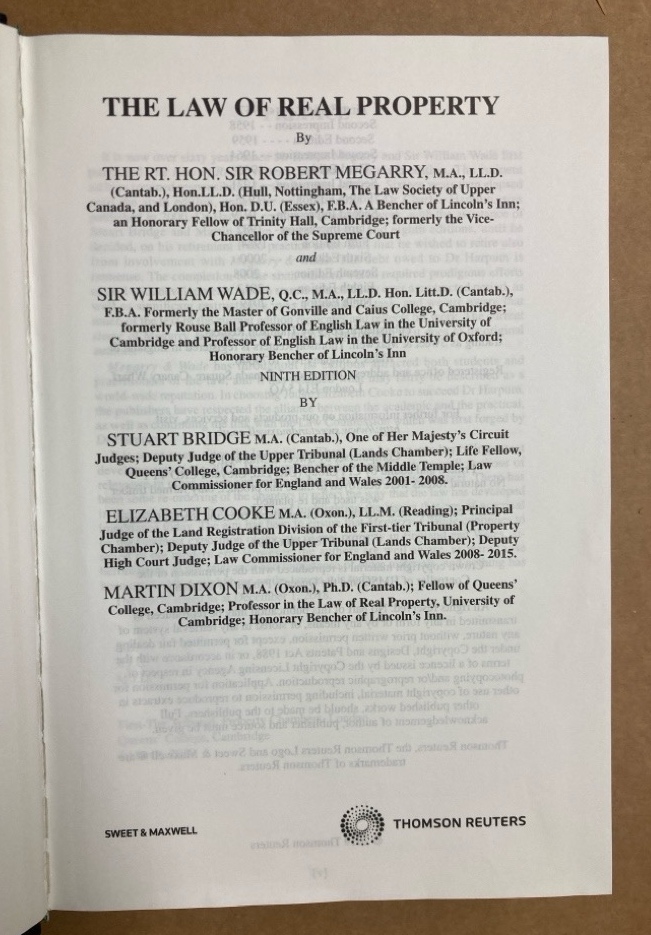 THE LAW OF REAL PROPERTY
By
THE RT. HON. SIR ROBERT MEGARRY, M.A., LL.D.
(Cantab.), Hon.LL.D. (Hull, Nottingham, The Law Society of Upper
Canada, and London), Hon. D.U. (Essex), F.B.A. A Bencher of Lincoln's Inn;
an Honorary Fellow of Trinity Hall, Cambridge; formerly the Vice-
Chancellor of the Supreme Court
and
SIR WILLIAM WADE, Q.C., M.A., LL.D. Hon. Litt.D. (Cantab.),
F.B.A. Formerly the Master of Gonville and Caius College, Cambridge;
formerly Rouse Ball Professor of English Law in the University of
Cambridge and Professor of English Law in the University of Oxford;
Honorary Bencher of Lincoln's Inn
NINTH EDITION
BY
STUART BRIDGE M.A. (Cantab.), One of Her Majesty's Circuit
Judges; Deputy Judge of the Upper Tribunal (Lands Chamber); Life Fellow,
Queens' College, Cambridge; Bencher of the Middle Temple; Law
Commissioner for England and Wales 2001- 2008.
ELIZABETH COOKE M.A. (Oxon.), LL.M. (Reading); Principal
Judge of the Land Registration Division of the First-tier Tribunal (Property
Chamber); Deputy Judge of the Upper Tribunal (Lands Chamber); Deputy
High Court Judge; Law Commissioner for England and Wales 2008- 2015.
MARTIN DIXON M.A. (Oxon.), Ph.D. (Cantab.); Fellow of Queens'
College, Cambridge; Professor in the Law of Real Property, University of
Cambridge; Honorary Bencher of Lincoln's Inn.
SWEET & MAXWELL
THOMSON REUTERS